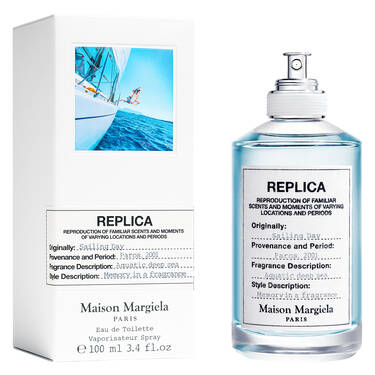 REPLICA
REPRODUCTION OF FAMILIAR
SCENTS AND MOMENTS
OF VARYING LOCATIONS AND PERIODS
Originally: Sailing Day
Provenance and Period: Paros, 2001
Fragrance Description: Aquatic deep sea
Style Description: Memory in a fragrance
Maison Margiela
PARIS
Eau de Toilette
Vaporisateur Spray
e 100 ml 3.4 fl.oz
REPLICA
REPRODUCTION OF FAMILIAR
SCENTS AND MOMENTS OF VARYING
LOCATIONS AND PERIODS
Originally:
Sailing Day
Provenance and Period:
Paros, 2001
Fragrance Description:
Aquatic deep sea
Style Description:
Memory in a fragrance
Maison Margiela
PARIS